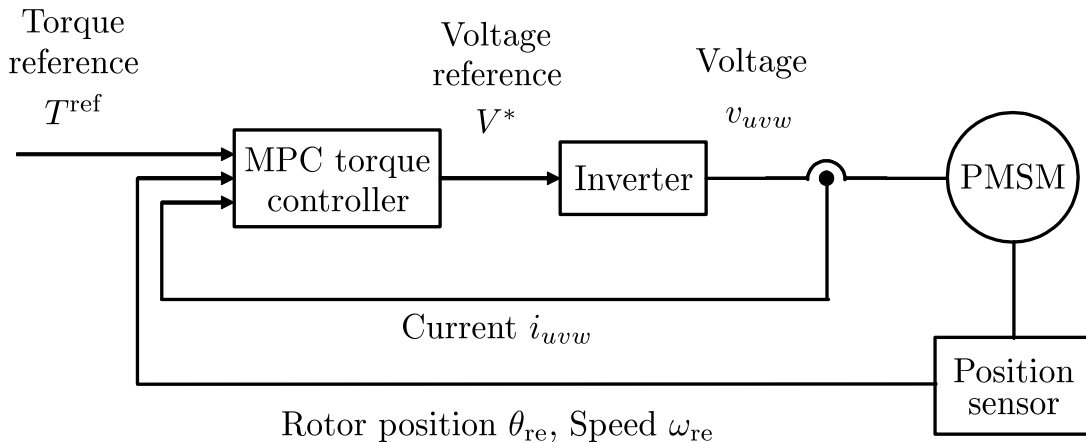 Torque
reference
T^ref
Voltage
reference
V*
Voltage
v_uvw
MPC torque
controller
Inverter
PMSM
Current i_uvw
Position
sensor
Rotor position θ_re, Speed ω_re